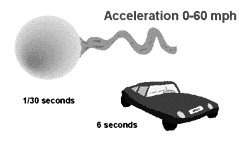 Acceleration 0-60 mph
1/30 seconds
6 seconds